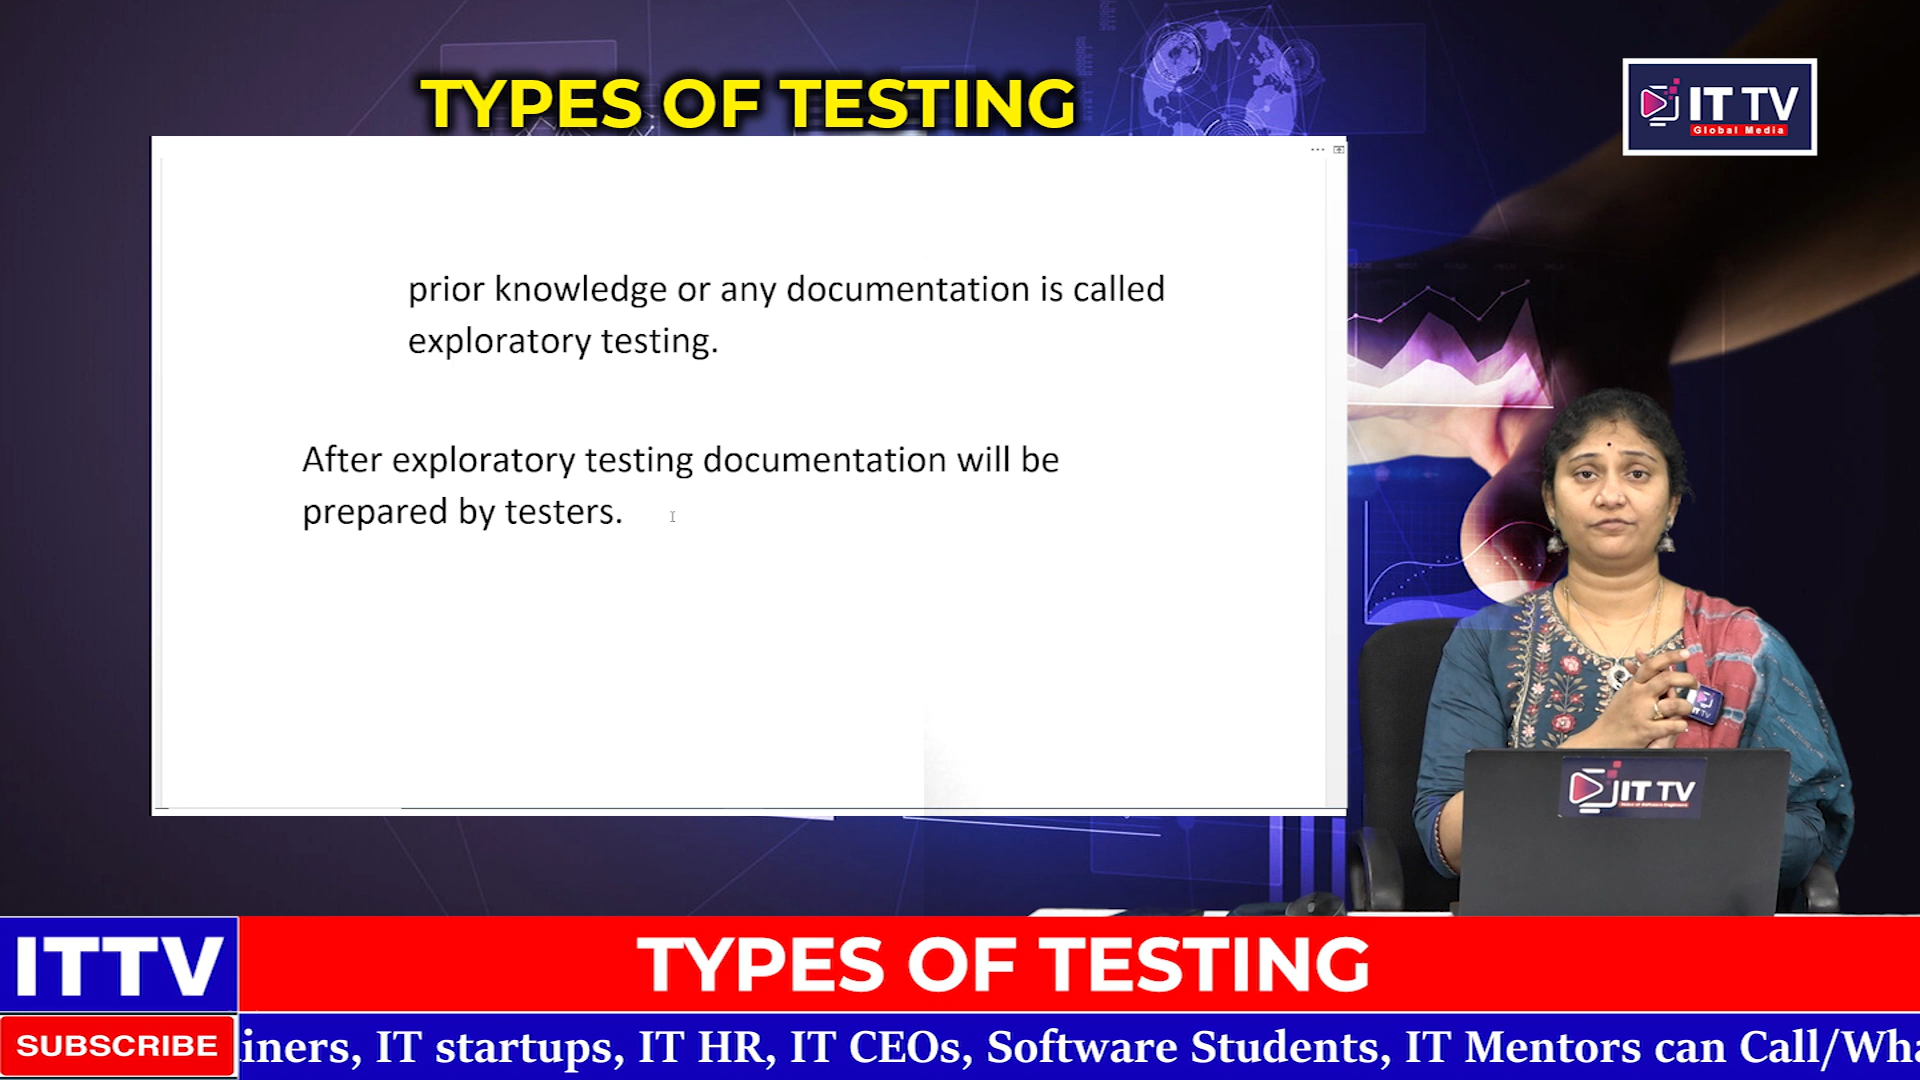 TYPES OF TESTING
IT TV
Global Media
prior knowledge or any documentation is called
exploratory testing.
After exploratory testing documentation will be
prepared by testers.
IT TV
IT TV
ITTV
TYPES OF TESTING
SUBSCRIBE
iners, IT startups, IT HR, IT CEOs, Software Students, IT Mentors can Call/Wha